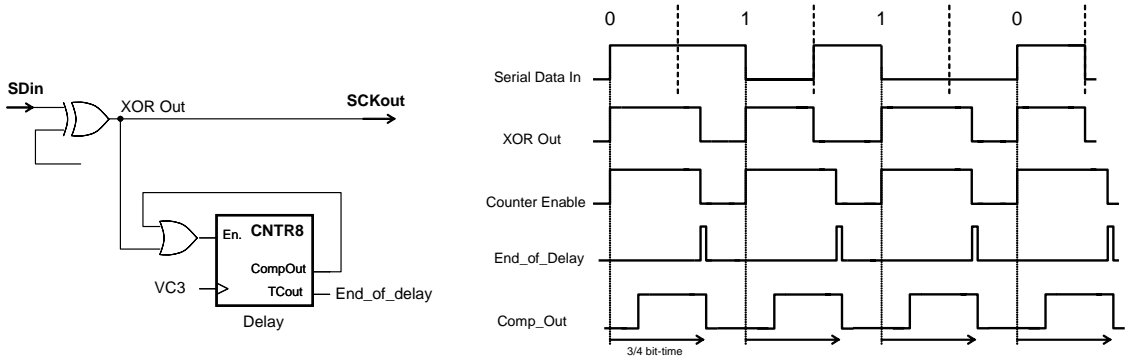 SDin
XOR Out
SCKout
En. CNTR8
CompOut
VC3
TCout
End_of_delay
Delay
0 1 1 0
Serial Data In
XOR Out
Counter Enable
End_of_Delay
Comp_Out
3/4 bit-time